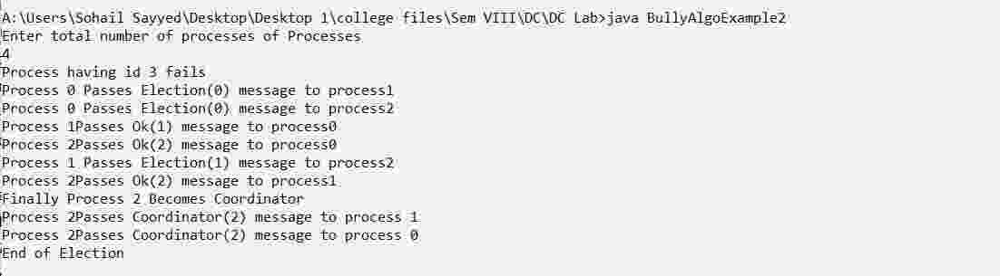 A:\Users\Sohail Sayyed\Desktop\Desktop 1\college files\Sem VIII\DC\DC Lab>java BullyAlgoExample2
Enter total number of processes of Processes
4
Process having id 3 fails
Process 0 Passes Election(0) message to process1
Process 0 Passes Election(0) message to process2
Process 1Passes Ok(1) message to process0
Process 2Passes Ok(2) message to process0
Process 1 Passes Election(1) message to process2
Process 2Passes Ok(2) message to process1
Finally Process 2 Becomes Coordinator
Process 2Passes Coordinator(2) message to process 1
Process 2Passes Coordinator(2) message to process 0
End of Election